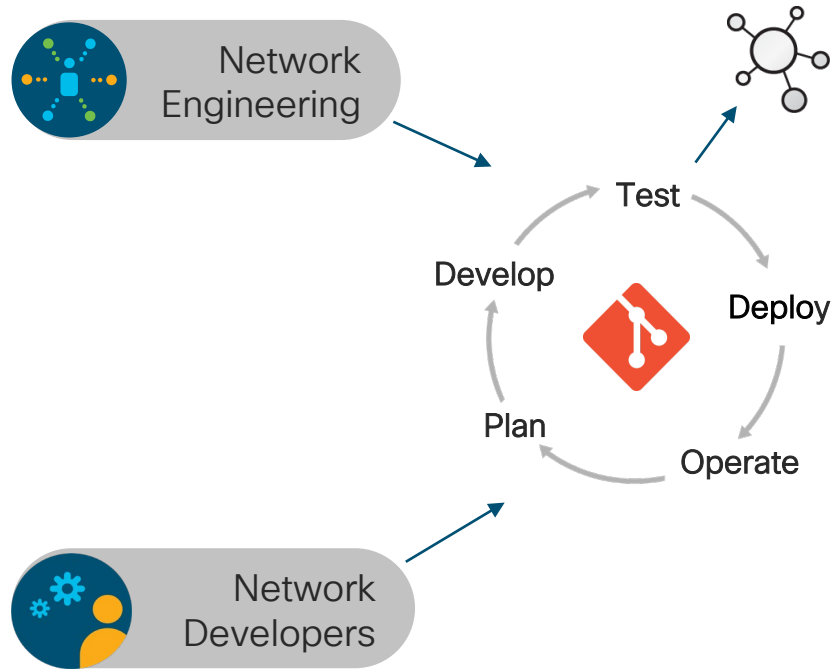 Network
Engineering
Test
Develop
Deploy
Plan
Operate
Network
Developers